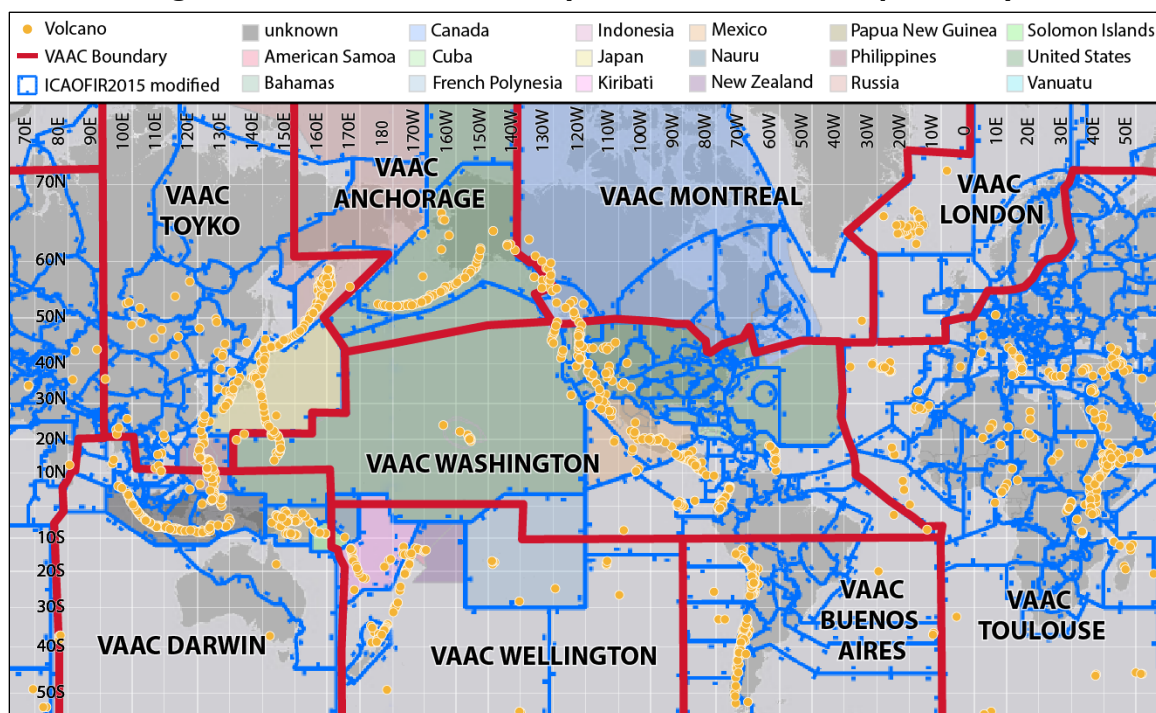 Volcano
VAAC Boundary
ICAOFIR2015 modified
unknown
American Samoa
Bahamas
Canada
Cuba
French Polynesia
Indonesia
Japan
Kiribati
Mexico
Nauru
New Zealand
Papua New Guinea
Philippines
Russia
Solomon Islands
United States
Vanuatu
70E 80E 90E 100E 110E 120E 130E 140E 150E 160E 170E 180 170W 160W 150W 140W 130W 120W 110W 100W 90W 80W 70W 60W 50W 40W 30W 20W 10W 0 10E 20E 30E 40E 50E
70N
60N
50N
40N
30N
20N
10N
10S
20S
30S
40S
50S
VAAC
TOYKO
VAAC
ANCHORAGE
VAAC MONTREAL
VAAC
LONDON
VAAC WASHINGTON
VAAC DARWIN
VAAC WELLINGTON
VAAC
BUENOS
AIRES
VAAC
TOULOUSE